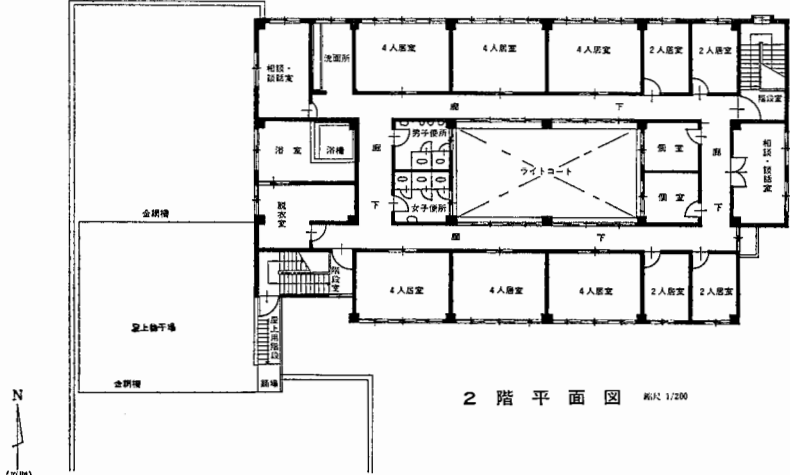 相談・
談話室
洗面所
4人居室
4人居室
4人居室
2人居室
2人居室
階段室
廊
下
浴室
浴槽
廊
下
男子便所
女子便所
ライトコート
個室
個室
廊
下
相談・談話室
脱衣室
金網柵
廊
下
階段室
4人居室
4人居室
4人居室
2人居室
2人居室
屋上物干場
屋上用階段
踊場
金網柵
N
2階平面図 縮尺 1/200